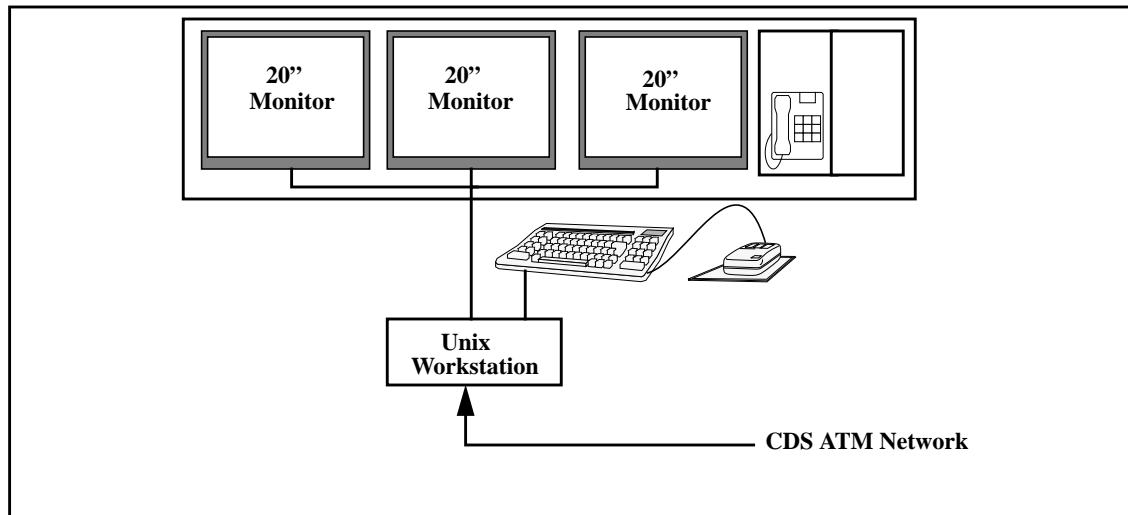 20”
Monitor
20”
Monitor
20”
Monitor
Unix
Workstation
CDS ATM Network